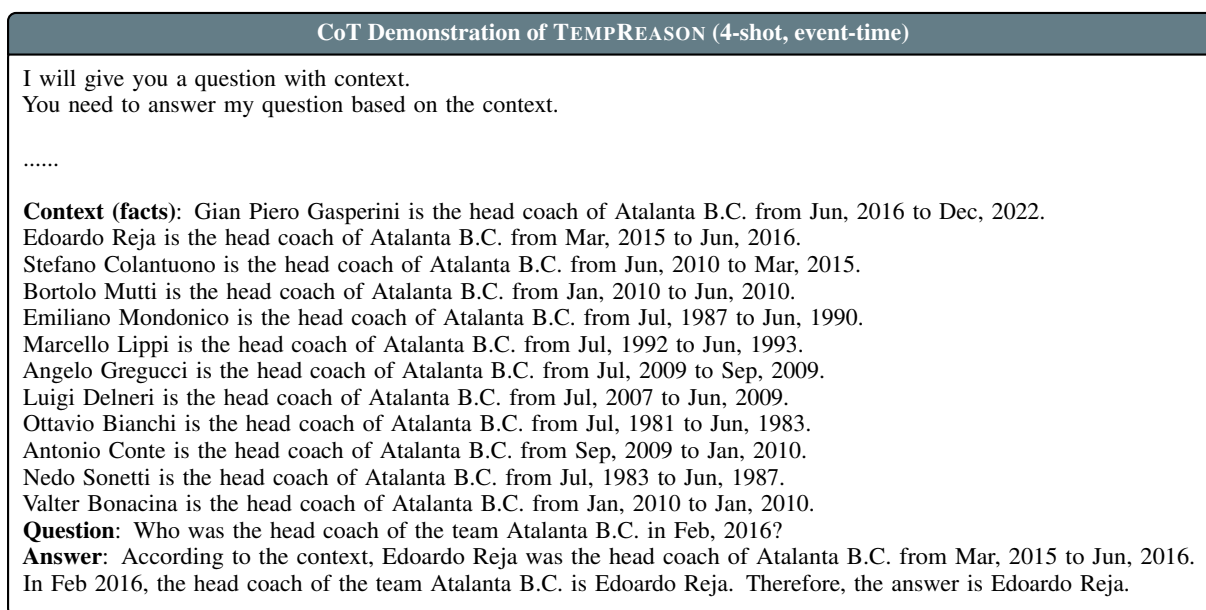 CoT Demonstration of TEMPREASON (4-shot, event-time)
I will give you a question with context.
You need to answer my question based on the context.
......
Context (facts): Gian Piero Gasperini is the head coach of Atalanta B.C. from Jun, 2016 to Dec, 2022.
Edoardo Reja is the head coach of Atalanta B.C. from Mar, 2015 to Jun, 2016.
Stefano Colantuono is the head coach of Atalanta B.C. from Jun, 2010 to Mar, 2015.
Bortolo Mutti is the head coach of Atalanta B.C. from Jan, 2010 to Jun, 2010.
Emiliano Mondonico is the head coach of Atalanta B.C. from Jul, 1987 to Jun, 1990.
Marcello Lippi is the head coach of Atalanta B.C. from Jul, 1992 to Jun, 1993.
Angelo Gregucci is the head coach of Atalanta B.C. from Jul, 2009 to Sep, 2009.
Luigi Delneri is the head coach of Atalanta B.C. from Jul, 2007 to Jun, 2009.
Ottavio Bianchi is the head coach of Atalanta B.C. from Jul, 1981 to Jun, 1983.
Antonio Conte is the head coach of Atalanta B.C. from Sep, 2009 to Jan, 2010.
Nedo Sonetti is the head coach of Atalanta B.C. from Jul, 1983 to Jun, 1987.
Valter Bonacina is the head coach of Atalanta B.C. from Jan, 2010 to Jan, 2010.
Question: Who was the head coach of the team Atalanta B.C. in Feb, 2016?
Answer: According to the context, Edoardo Reja was the head coach of Atalanta B.C. from Mar, 2015 to Jun, 2016.
In Feb 2016, the head coach of the team Atalanta B.C. is Edoardo Reja. Therefore, the answer is Edoardo Reja.